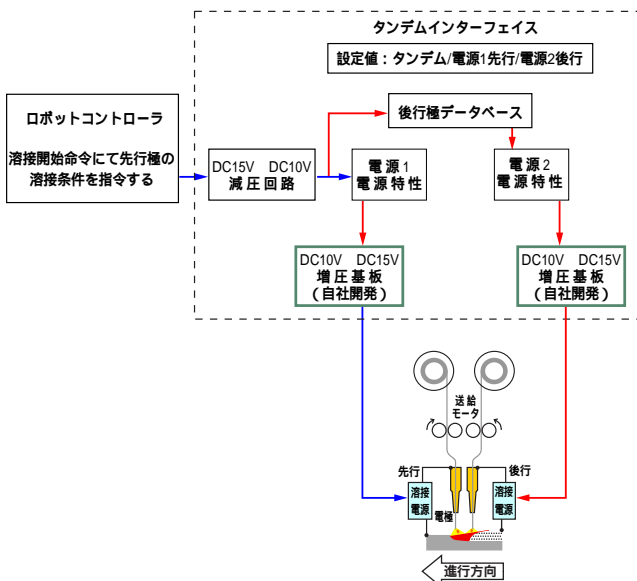 タンデムインターフェイス
設定値：タンデム/電源1先行/電源2後行
ロボットコントローラ
溶接開始命令にて先行極の
溶接条件を指令する
後行極データベース
DC15V DC10V
減圧回路
電源1
電源特性
電源2
電源特性
DC10V DC15V
増圧基板
（自社開発）
DC10V DC15V
増圧基板
（自社開発）
送給
モータ
先行
後行
溶接
電源
溶接
電源
電極
進行方向